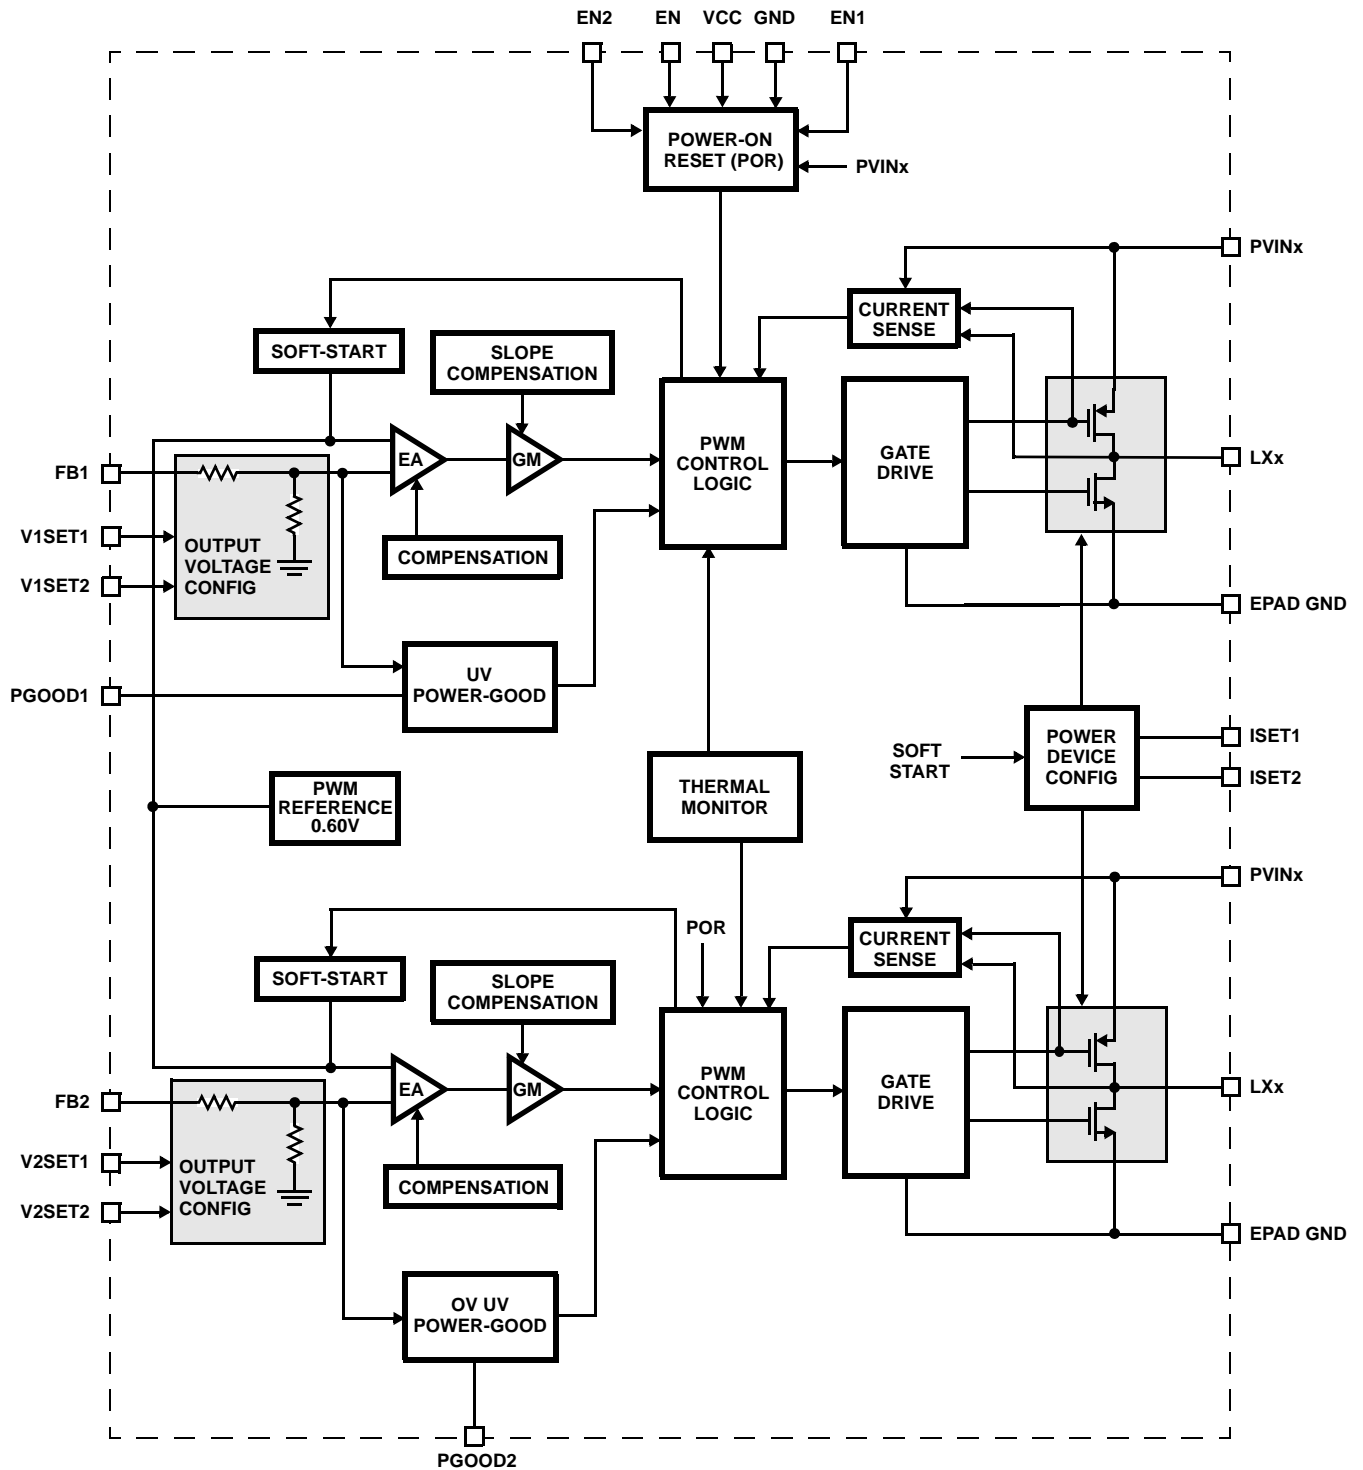 EN2
EN
VCC
GND
EN1
POWER-ON
RESET (POR)
PVINx
PVINx
CURRENT
SENSE
SOFT-START
SLOPE
COMPENSATION
EA
GM
PWM
CONTROL
LOGIC
GATE
DRIVE
LXx
FB1
V1SET1
V1SET2
OUTPUT
VOLTAGE
CONFIG
COMPENSATION
EPAD GND
UV
POWER-GOOD
PGOOD1
POWER
DEVICE
CONFIG
ISET1
ISET2
SOFT
START
THERMAL
MONITOR
PWM
REFERENCE
0.60V
PVINx
POR
CURRENT
SENSE
SOFT-START
SLOPE
COMPENSATION
EA
GM
PWM
CONTROL
LOGIC
GATE
DRIVE
LXx
FB2
V2SET1
V2SET2
OUTPUT
VOLTAGE
CONFIG
COMPENSATION
EPAD GND
OV UV
POWER-GOOD
PGOOD2